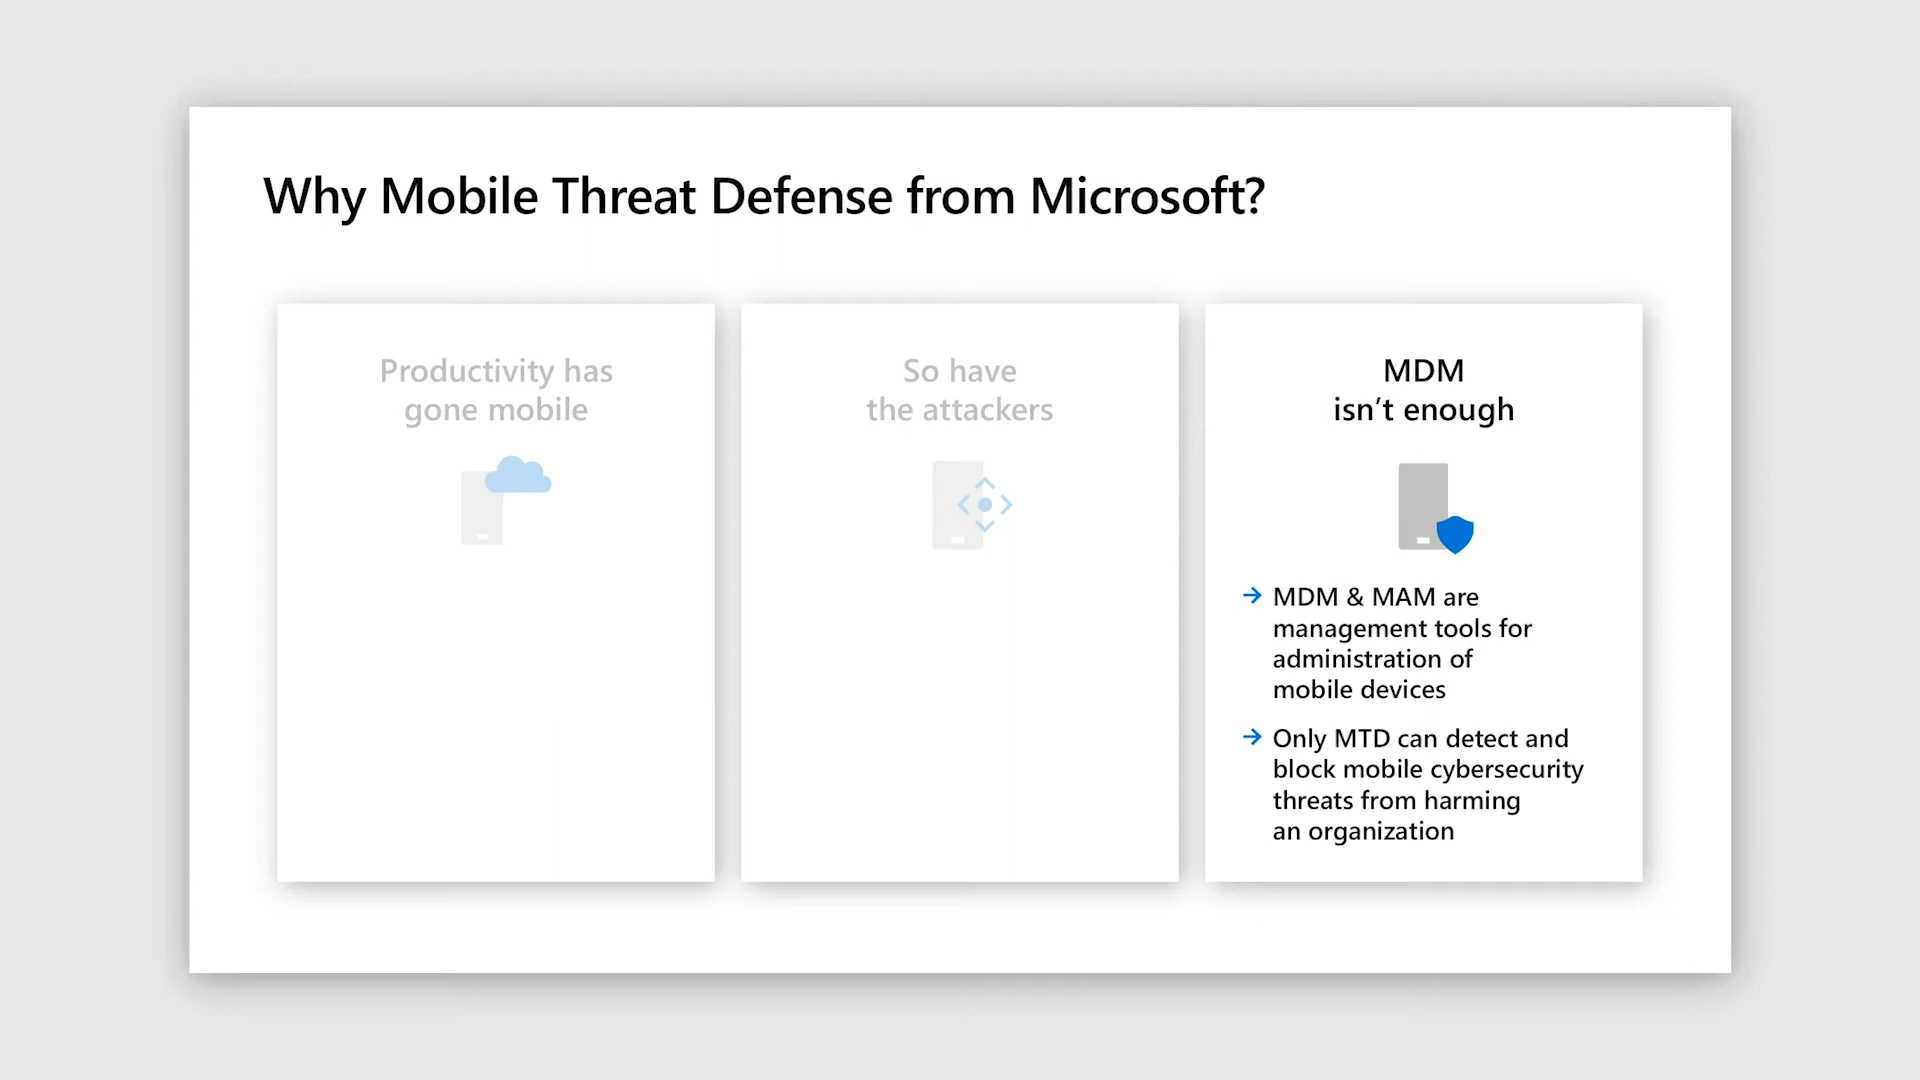 Why Mobile Threat Defense from Microsoft?
Productivity has
gone mobile
So have
the attackers
MDM
isn’t enough
MDM & MAM are
management tools for
administration of
mobile devices
Only MTD can detect and
block mobile cybersecurity
threats from harming
an organization